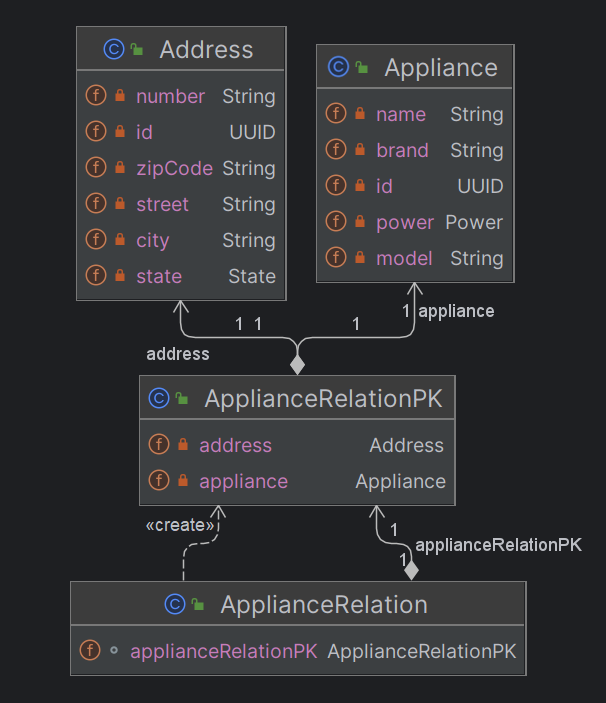 Address
number String
id UUID
zipCode String
street String
city String
state State
Appliance
name String
brand String
id UUID
power Power
model String
1 1 1 1 appliance
address
ApplianceRelationPK
address Address
appliance Appliance
«create»
1
applianceRelationPK
1
ApplianceRelation
applianceRelationPK ApplianceRelationPK